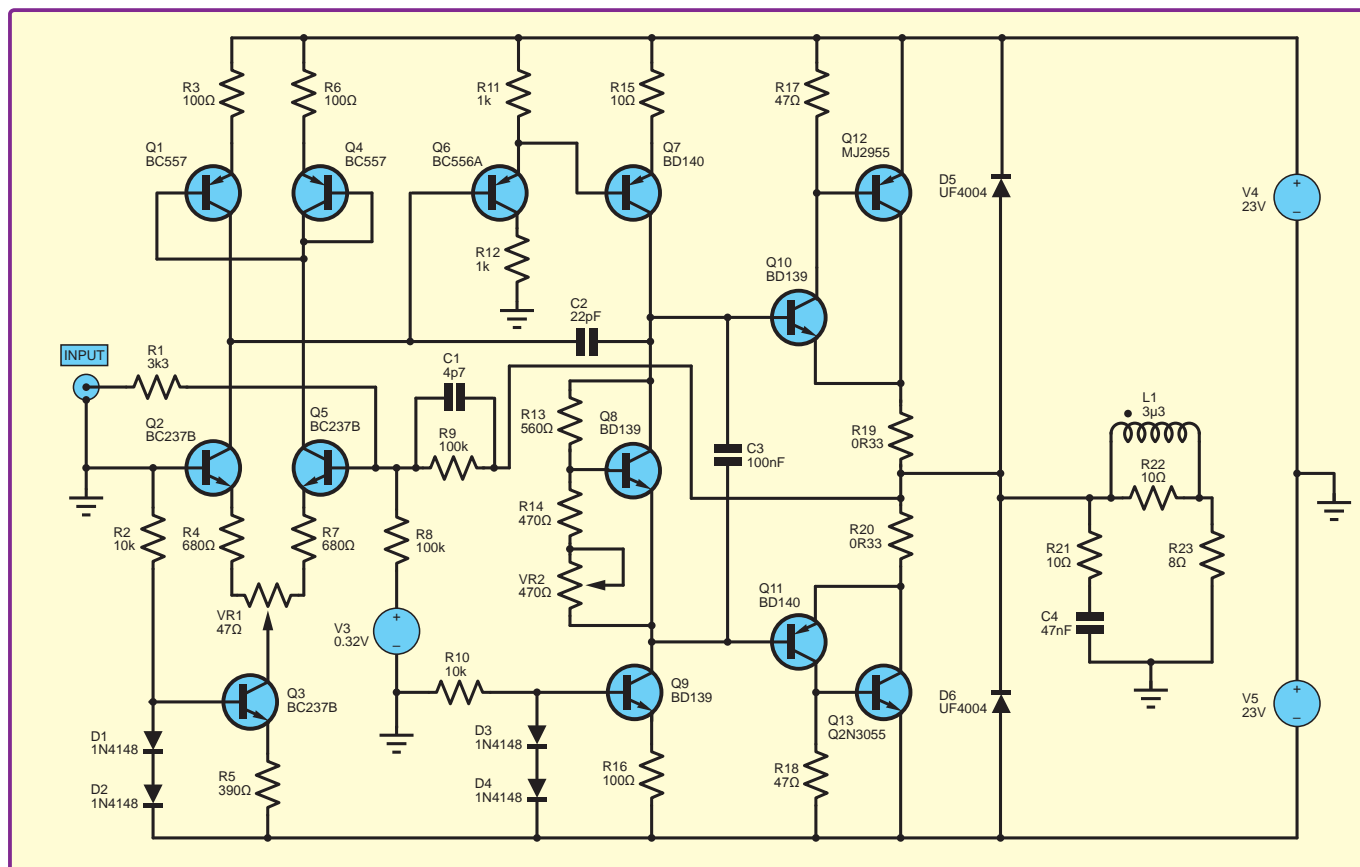 R3
100Ω
R6
100Ω
R11
1k
R15
10Ω
R17
47Ω
Q1
BC557
Q4
BC557
Q6
BC556A
Q7
BD140
Q12
MJ2955
D5
UF4004
V4
23V
+
−
R12
1k
Q10
BD139
C2
22pF
INPUT
R1
3k3
C1
4p7
L1
3µ3
Q2
BC237B
Q5
BC237B
R9
100k
R13
560Ω
Q8
BD139
C3
100nF
R19
0R33
R22
10Ω
R2
10k
R4
680Ω
R7
680Ω
R8
100k
R14
470Ω
R20
0R33
R21
10Ω
R23
8Ω
VR1
47Ω
VR2
470Ω
Q11
BD140
C4
47nF
V3
0.32V
+
−
R10
10k
Q3
BC237B
Q9
BD139
Q13
Q2N3055
D6
UF4004
V5
23V
+
−
D1
1N4148
D3
1N4148
R5
390Ω
R16
100Ω
R18
47Ω
D2
1N4148
D4
1N4148